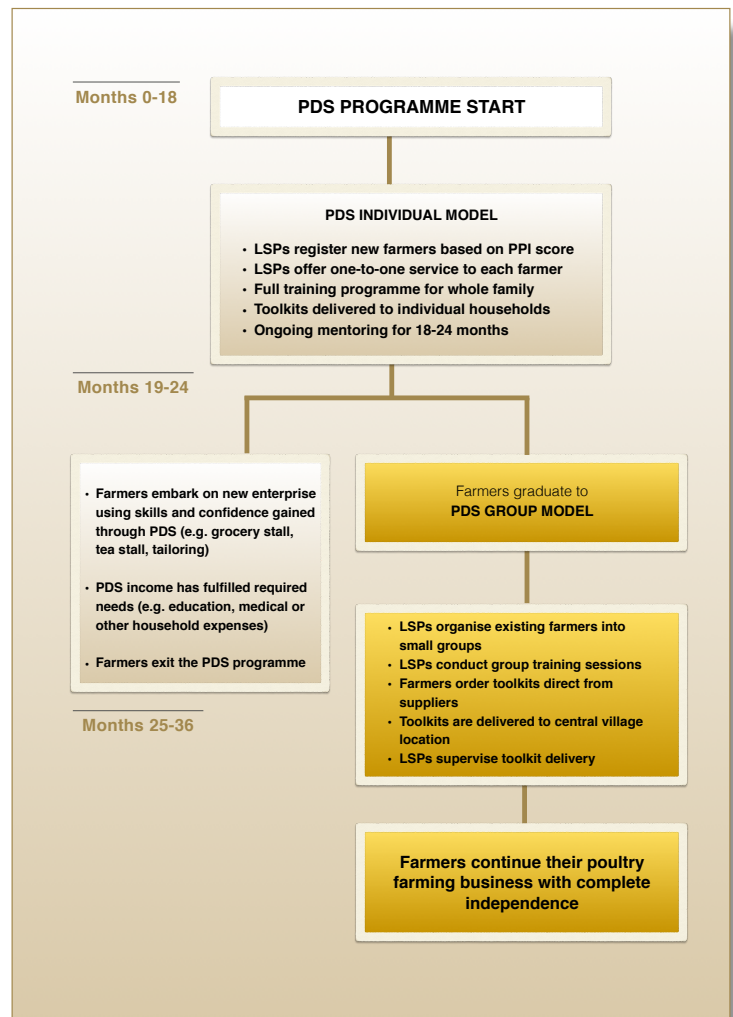 Months 0-18
PDS PROGRAMME START
PDS INDIVIDUAL MODEL
• LSPs register new farmers based on PPI score
• LSPs offer one-to-one service to each farmer
• Full training programme for whole family
• Toolkits delivered to individual households
• Ongoing mentoring for 18-24 months
Months 19-24
• Farmers embark on new enterprise
using skills and confidence gained
through PDS (e.g. grocery stall,
tea stall, tailoring)
• PDS income has fulfilled required
needs (e.g. education, medical or
other household expenses)
• Farmers exit the PDS programme
Farmers graduate to
PDS GROUP MODEL
• LSPs organise existing farmers into
small groups
• LSPs conduct group training sessions
• Farmers order toolkits direct from
suppliers
• Toolkits are delivered to central village
location
• LSPs supervise toolkit delivery
Months 25-36
Farmers continue their poultry
farming business with complete
independence